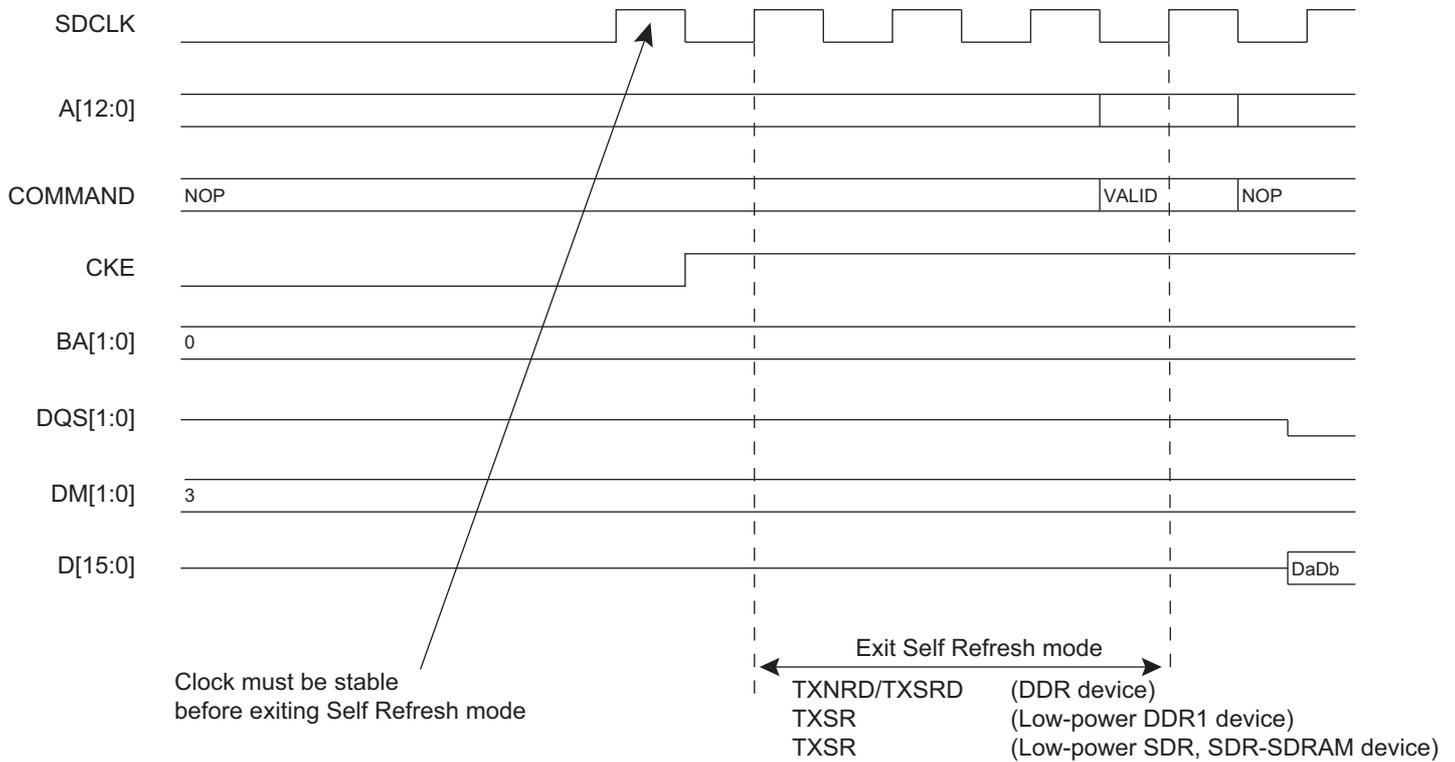 SDCLK
A[12:0]
COMMAND NOP VALID NOP
CKE
BA[1:0] 0
DQS[1:0]
DM[1:0] 3
D[15:0] DaDb
Clock must be stable
before exiting Self Refresh mode
Exit Self Refresh mode
TXNRD/TXSRD (DDR device)
TXSR (Low-power DDR1 device)
TXSR (Low-power SDR, SDR-SDRAM device)